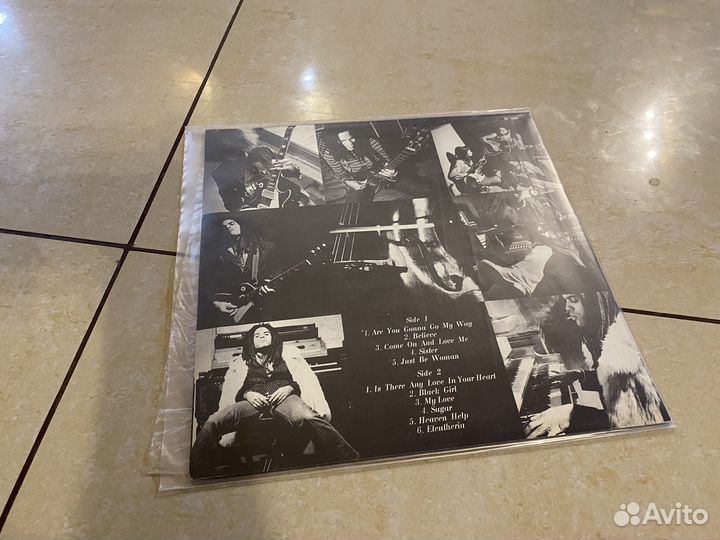 Side 1
1. Are You Gonna Go My Way
2. Believe
3. Come On And Love Me
4. Sister
5. Just Be Woman
Side 2
1. Is There Any Love In Your Heart
2. Black Girl
3. My Love
4. Sugar
5. Heaven Help
6. Eleutheria
Avito